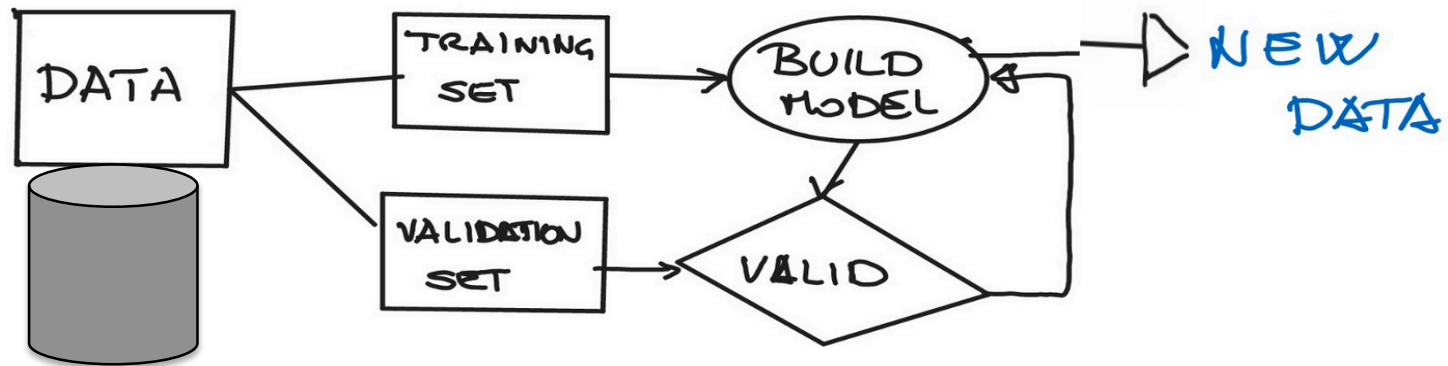 DATA
TRAINING
SET
BUILD
MODEL
NEW
DATA
VALIDATION
SET
VALID